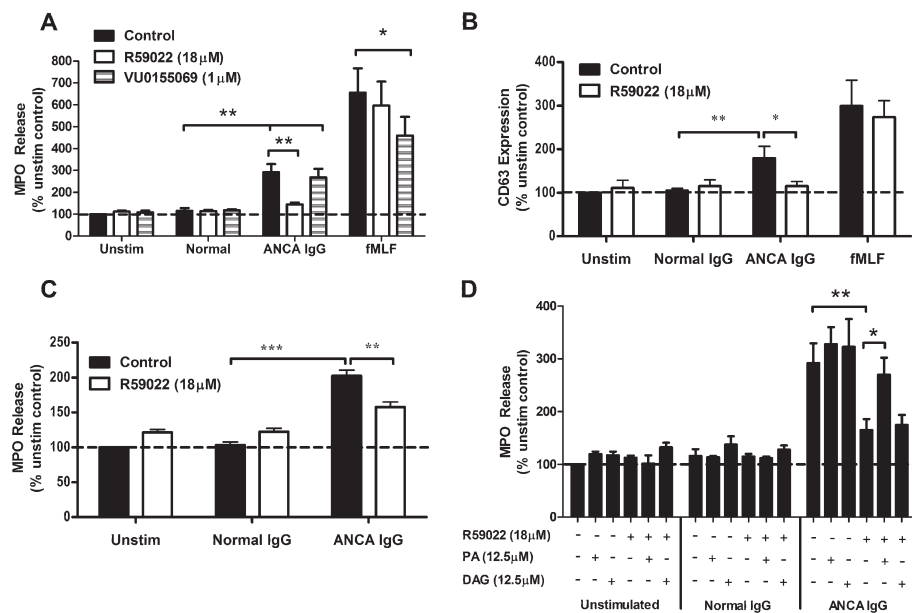 A
Control
R59022 (18μM)
VU0155069 (1μM)
*
**
**
MPO Release
(% unstim control)
800
700
600
500
400
300
200
100
0
Unstim
Normal
ANCA IgG
fMLF
B
Control
R59022 (18μM)
**
*
CD63 Expression
(% unstim control)
400
300
200
100
0
Unstim
Normal IgG
ANCA IgG
fMLF
C
Control
R59022 (18μM)
***
**
MPO Release
(% unstim control)
250
200
150
100
50
0
Unstim
Normal IgG
ANCA IgG
D
**
*
MPO Release
(% unstim control)
400
300
200
100
0
R59022 (18μM) - - - + + + - - - + + + - - - + + +
PA (12.5μM) - + - - + - - + - - + - - + - - + -
DAG (12.5μM) - - + - - + - - + - - + - - + - - +
Unstimulated
Normal IgG
ANCA IgG